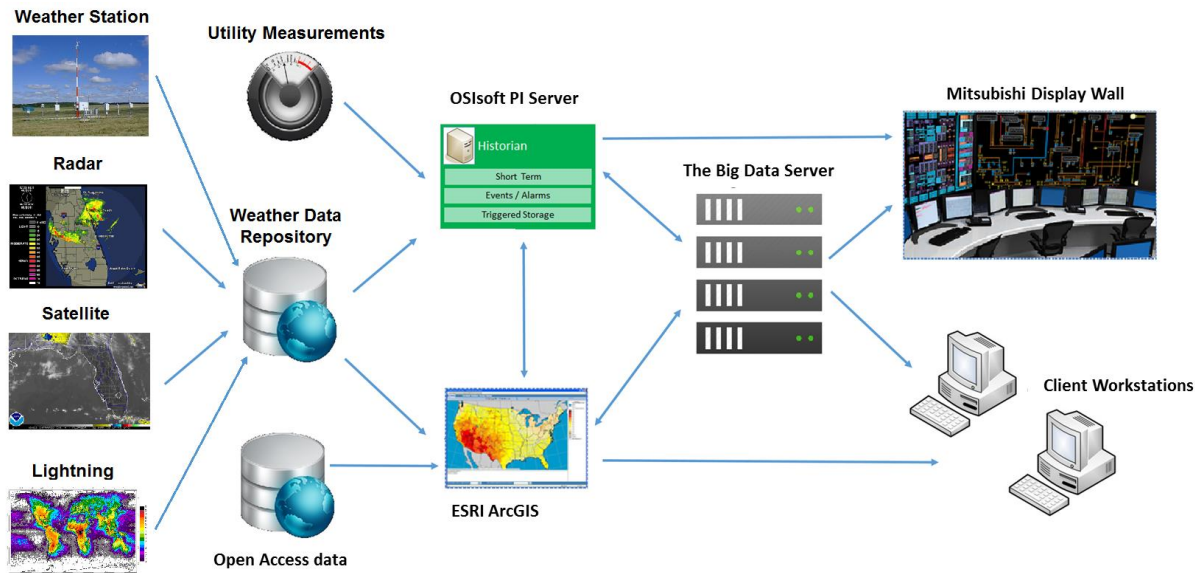 Weather Station
Utility Measurements
OSIsoft PI Server
Mitsubishi Display Wall
Historian
Short Term
Events / Alarms
Triggered Storage
The Big Data Server
Radar
Weather Data
Repository
Satellite
Client Workstations
Lightning
ESRI ArcGIS
Open Access data